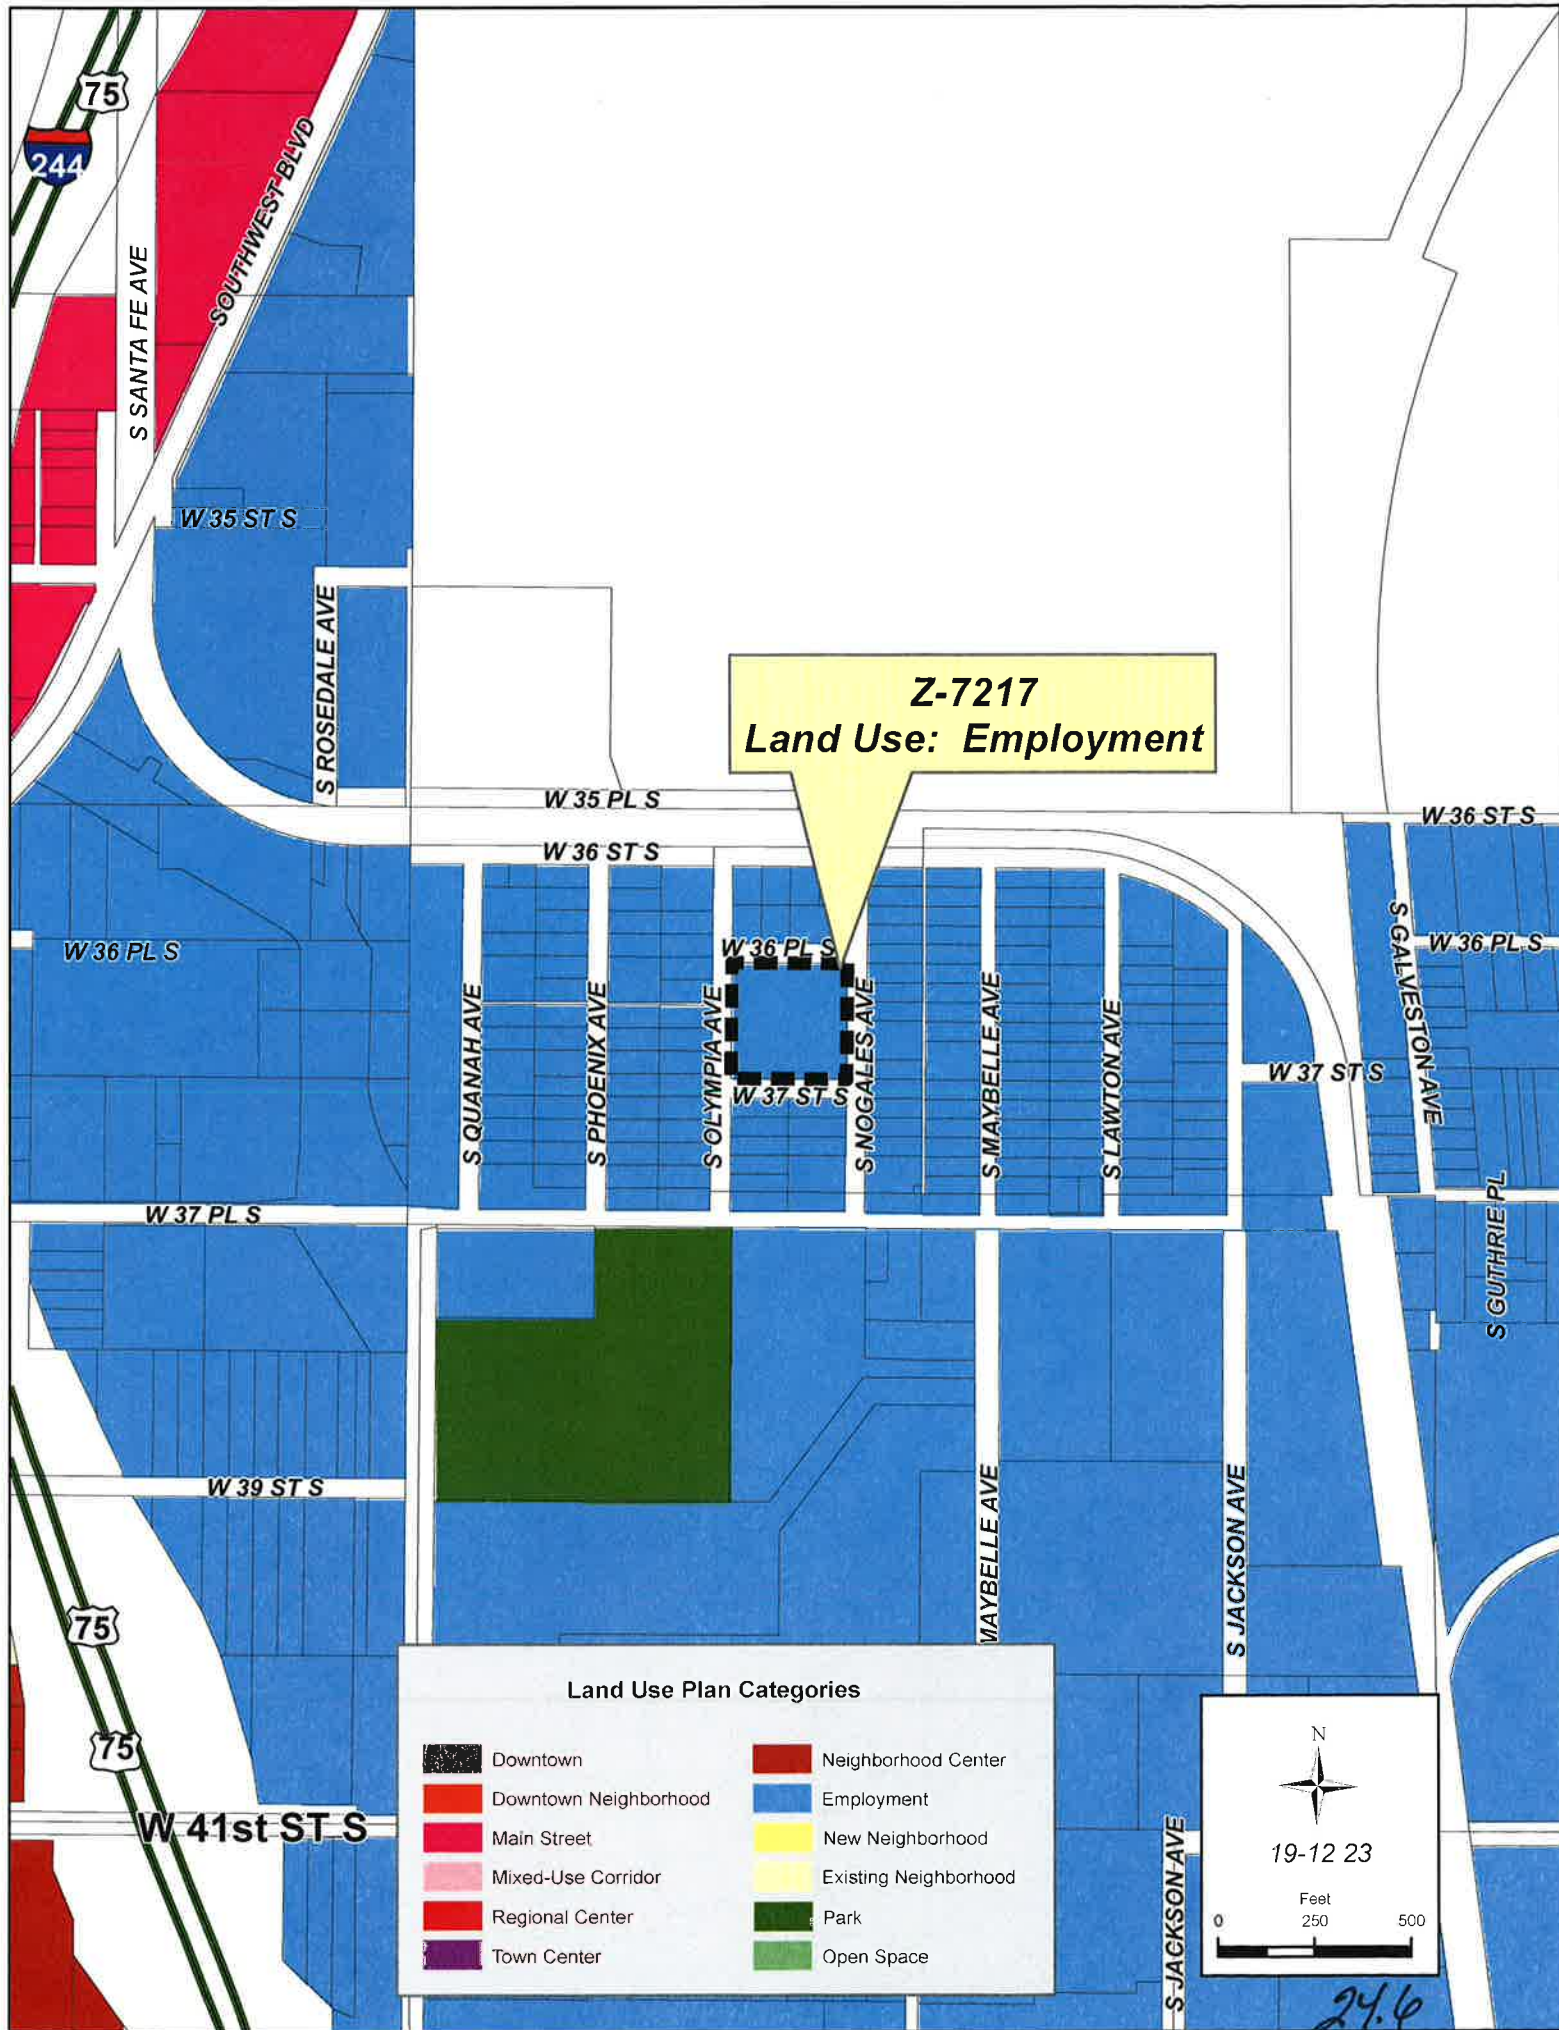 75
244
SOUTHWEST BLVD
S SANTA FE AVE
W 35 ST S
S ROSEDALE AVE
Z-7217
Land Use: Employment
W 35 PL S
W 36 ST S
W 36 ST S
W 36 PL S
W 36 PL S
W 36 PL S
S QUANAH AVE
S PHOENIX AVE
S OLYMPIA AVE
S NOGALES AVE
S MAYBELLE AVE
S LAWTON AVE
S GALVESTON AVE
W 37 ST S
W 37 ST S
W 37 PL S
S GUTHRIE PL
W 39 ST S
MAYBELLE AVE
S JACKSON AVE
75
75
W 41st ST S
Land Use Plan Categories
Downtown
Downtown Neighborhood
Main Street
Mixed-Use Corridor
Regional Center
Town Center
Neighborhood Center
Employment
New Neighborhood
Existing Neighborhood
Park
Open Space
S JACKSON AVE
N
19-12 23
Feet
0 250 500
24.6